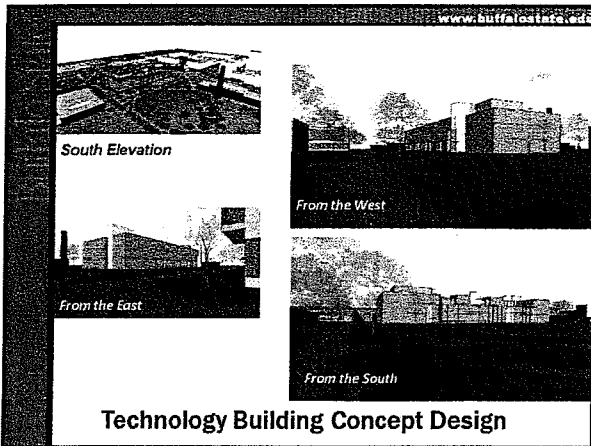 www.buffalostate.edu
South Elevation
From the West
From the East
From the South
Technology Building Concept Design